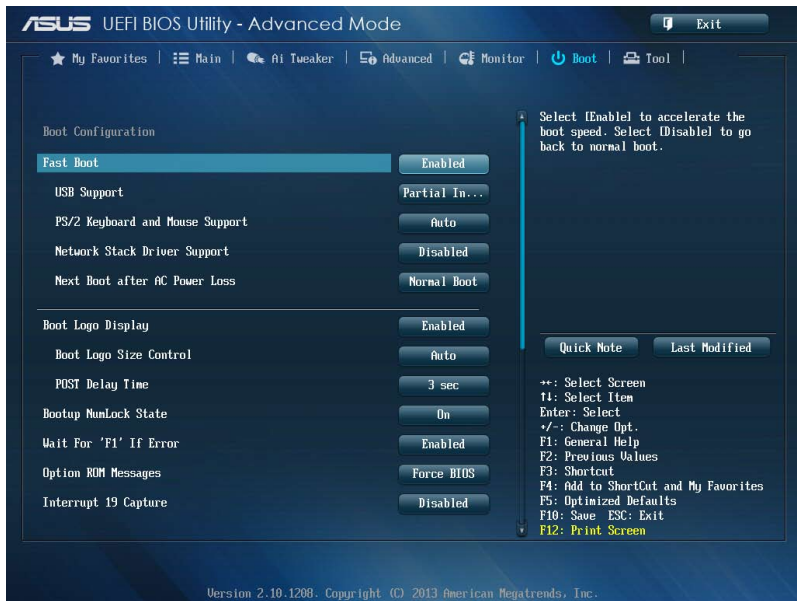 ASUS UEFI BIOS Utility - Advanced Mode
Exit
My Favorites
Main
Ai Tweaker
Advanced
Monitor
Boot
Tool
Boot Configuration
Fast Boot Enabled
USB Support Partial In...
PS/2 Keyboard and Mouse Support Auto
Network Stack Driver Support Disabled
Next Boot after AC Power Loss Normal Boot
Boot Logo Display Enabled
Boot Logo Size Control Auto
POST Delay Time 3 sec
Bootup NumLock State On
Wait For 'F1' If Error Enabled
Option ROM Messages Force BIOS
Interrupt 19 Capture Disabled
Select [Enable] to accelerate the
boot speed. Select [Disable] to go
back to normal boot.
Quick Note
Last Modified
→←: Select Screen
↑↓: Select Item
Enter: Select
+/-: Change Opt.
F1: General Help
F2: Previous Values
F3: Shortcut
F4: Add to ShortCut and My Favorites
F5: Optimized Defaults
F10: Save ESC: Exit
F12: Print Screen
Version 2.10.1208. Copyright (C) 2013 American Megatrends, Inc.